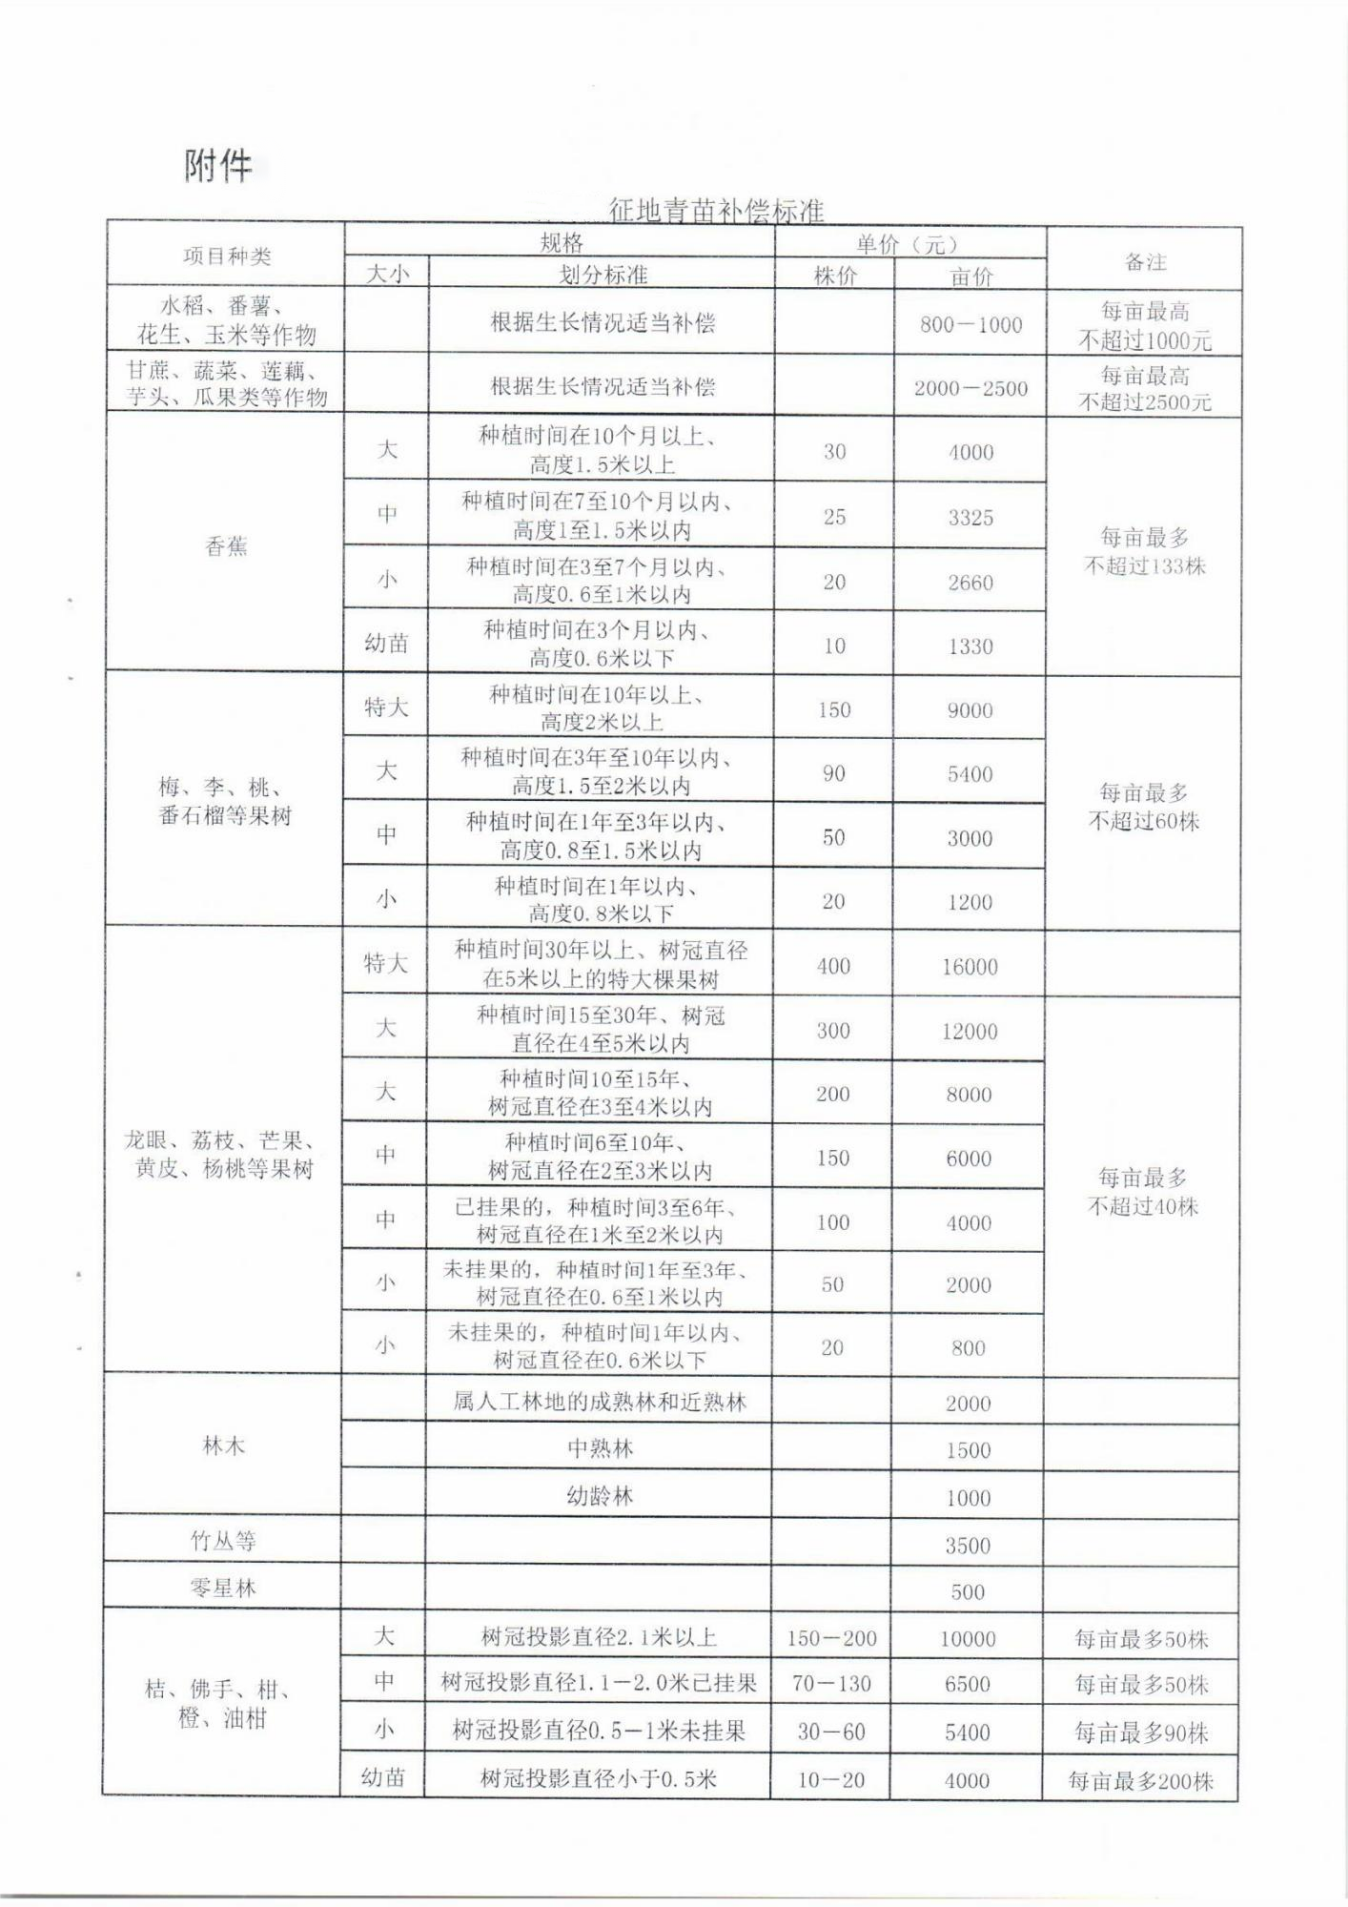 附件
征地青苗补偿标准
项目种类 规格 单价（元） 备注
大小 划分标准 株价 亩价
水稻、番薯、
花生、玉米等作物 根据生长情况适当补偿 800－1000 每亩最高
不超过1000元
甘蔗、蔬菜、莲藕、
芋头、瓜果类等作物 根据生长情况适当补偿 2000－2500 每亩最高
不超过2500元
香蕉 大 种植时间在10个月以上、
高度1.5米以上 30 4000 每亩最多
不超过133株
中 种植时间在7至10个月以内、
高度1至1.5米以内 25 3325
小 种植时间在3至7个月以内、
高度0.6至1米以内 20 2660
幼苗 种植时间在3个月以内、
高度0.6米以下 10 1330
梅、李、桃、
番石榴等果树 特大 种植时间在10年以上、
高度2米以上 150 9000 每亩最多
不超过60株
大 种植时间在3年至10年以内、
高度1.5至2米以内 90 5400
中 种植时间在1年至3年以内、
高度0.8至1.5米以内 50 3000
小 种植时间在1年以内、
高度0.8米以下 20 1200
龙眼、荔枝、芒果、
黄皮、杨桃等果树 特大 种植时间30年以上、树冠直径
在5米以上的特大棵果树 400 16000
大 种植时间15至30年、树冠
直径在4至5米以内 300 12000 每亩最多
不超过40株
大 种植时间10至15年、
树冠直径在3至4米以内 200 8000
中 种植时间6至10年、
树冠直径在2至3米以内 150 6000
中 已挂果的，种植时间3至6年、
树冠直径在1米至2米以内 100 4000
小 未挂果的，种植时间1年至3年、
树冠直径在0.6至1米以内 50 2000
小 未挂果的，种植时间1年以内、
树冠直径在0.6米以下 20 800
林木 属人工林地的成熟林和近熟林 2000
中熟林 1500
幼龄林 1000
竹丛等 3500
零星林 500
桔、佛手、柑、
橙、油柑 大 树冠投影直径2.1米以上 150－200 10000 每亩最多50株
中 树冠投影直径1.1－2.0米已挂果 70－130 6500 每亩最多50株
小 树冠投影直径0.5－1米未挂果 30－60 5400 每亩最多90株
幼苗 树冠投影直径小于0.5米 10－20 4000 每亩最多200株